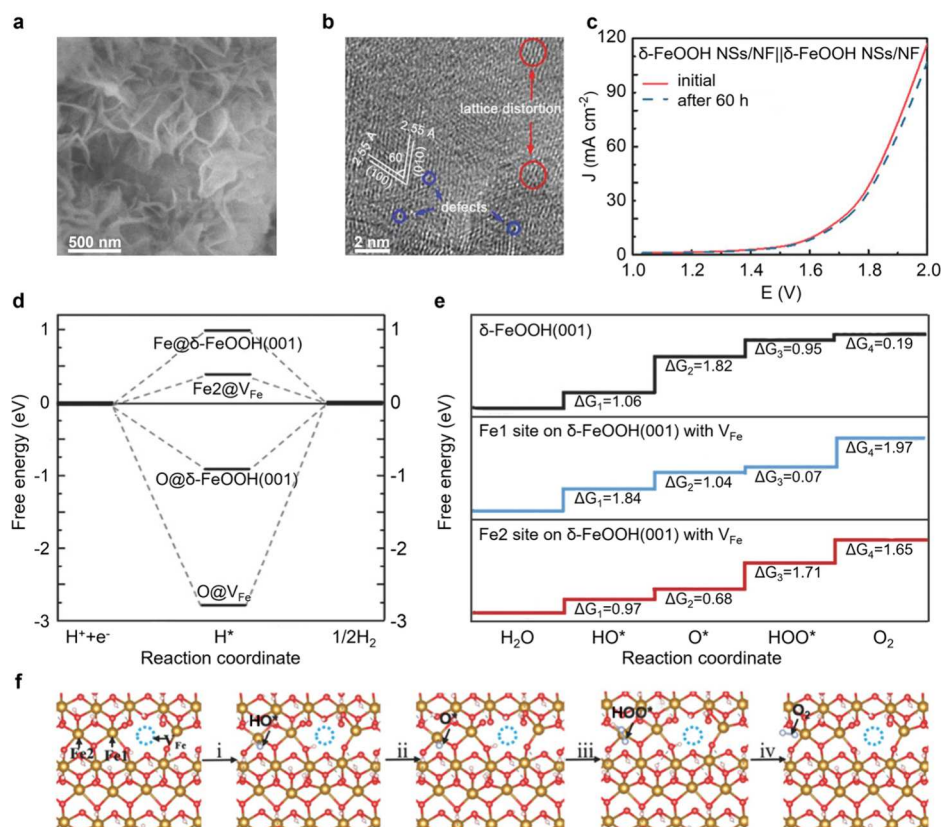 a
500 nm
b
lattice distortion
2.55 Å
2.55 Å
60°
(010)
(100)
defects
2 nm
c
δ-FeOOH NSs/NF||δ-FeOOH NSs/NF
initial
after 60 h
120
90
60
30
0
J (mA cm⁻²)
1.0 1.2 1.4 1.6 1.8 2.0
E (V)
d
1
0
-1
-2
-3
Free energy (eV)
Fe@δ-FeOOH(001)
Fe2@V_Fe
O@δ-FeOOH(001)
O@V_Fe
1
0
-1
-2
-3
H⁺+e⁻ H* 1/2H₂
Reaction coordinate
e
Free energy (eV)
δ-FeOOH(001)
ΔG₁=1.06
ΔG₂=1.82
ΔG₃=0.95
ΔG₄=0.19
Fe1 site on δ-FeOOH(001) with V_Fe
ΔG₁=1.84
ΔG₂=1.04
ΔG₃=0.07
ΔG₄=1.97
Fe2 site on δ-FeOOH(001) with V_Fe
ΔG₁=0.97
ΔG₂=0.68
ΔG₃=1.71
ΔG₄=1.65
H₂O HO* O* HOO* O₂
Reaction coordinate
f
Fe2 Fe1 V_Fe
i
HO*
ii
O*
iii
HOO*
iv
O₂